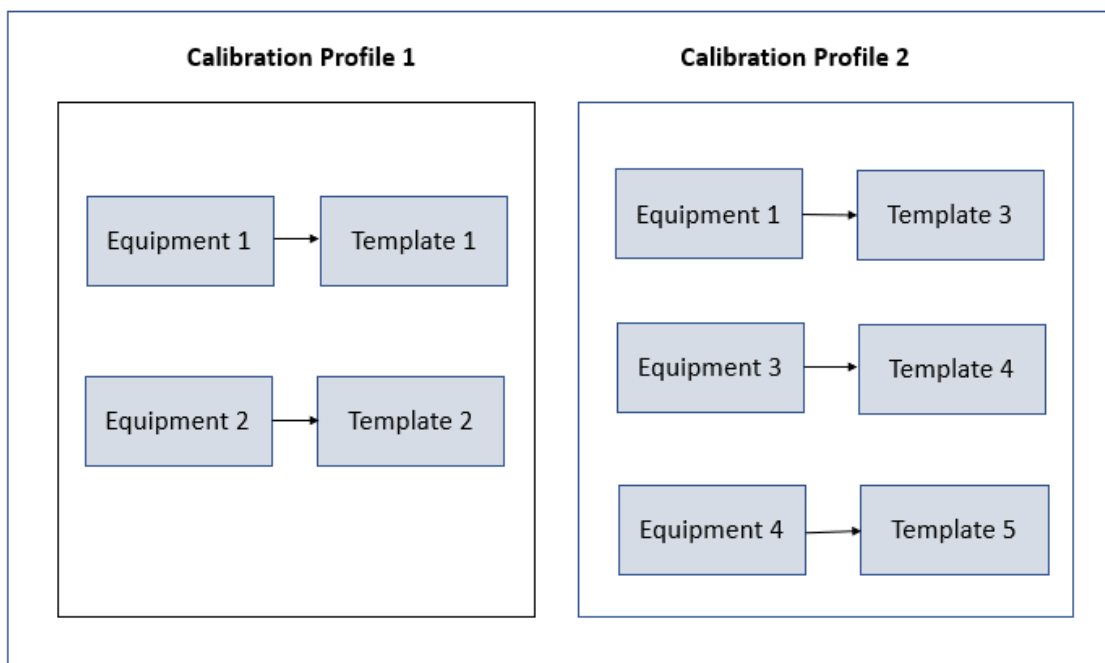 Calibration Profile 1
Equipment 1
Template 1
Equipment 2
Template 2
Calibration Profile 2
Equipment 1
Template 3
Equipment 3
Template 4
Equipment 4
Template 5